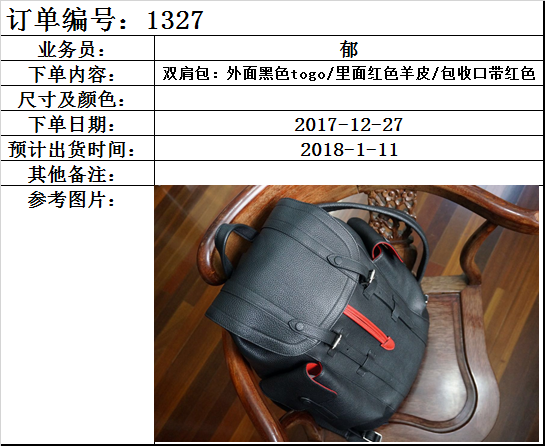 订单编号：1327
业务员： 郁
下单内容： 双肩包：外面黑色togo/里面红色羊皮/包收口带红色
尺寸及颜色：
下单日期： 2017-12-27
预计出货时间： 2018-1-11
其他备注：
参考图片：